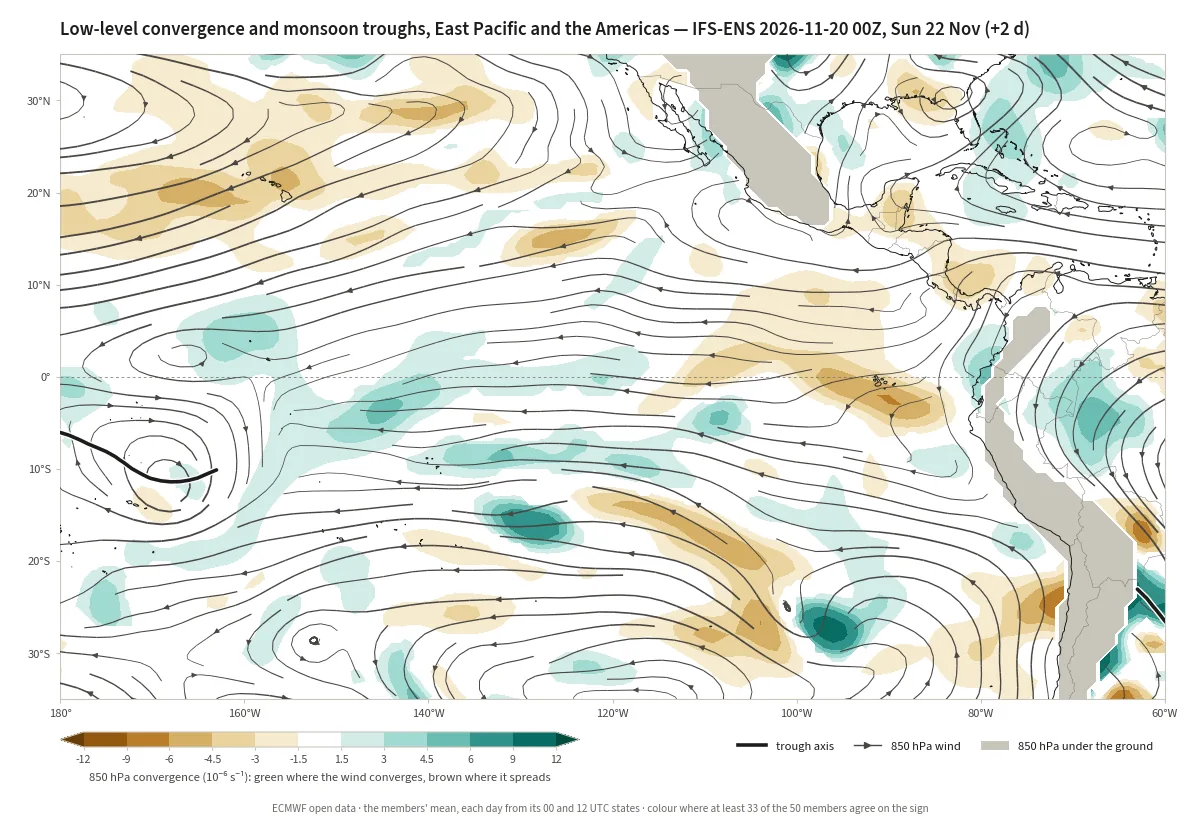 Low-level convergence and monsoon troughs, East Pacific and the Americas — IFS-ENS 2026-11-20 00Z, Sun 22 Nov (+2 d)
30°N
20°N
10°N
0°
10°S
20°S
30°S
180° 160°W 140°W 120°W 100°W 80°W 60°W
-12 -9 -6 -4.5 -3 -1.5 1.5 3 4.5 6 9 12
850 hPa convergence (10⁻⁶ s⁻¹): green where the wind converges, brown where it spreads
trough axis 850 hPa wind 850 hPa under the ground
ECMWF open data · the members' mean, each day from its 00 and 12 UTC states · colour where at least 33 of the 50 members agree on the sign